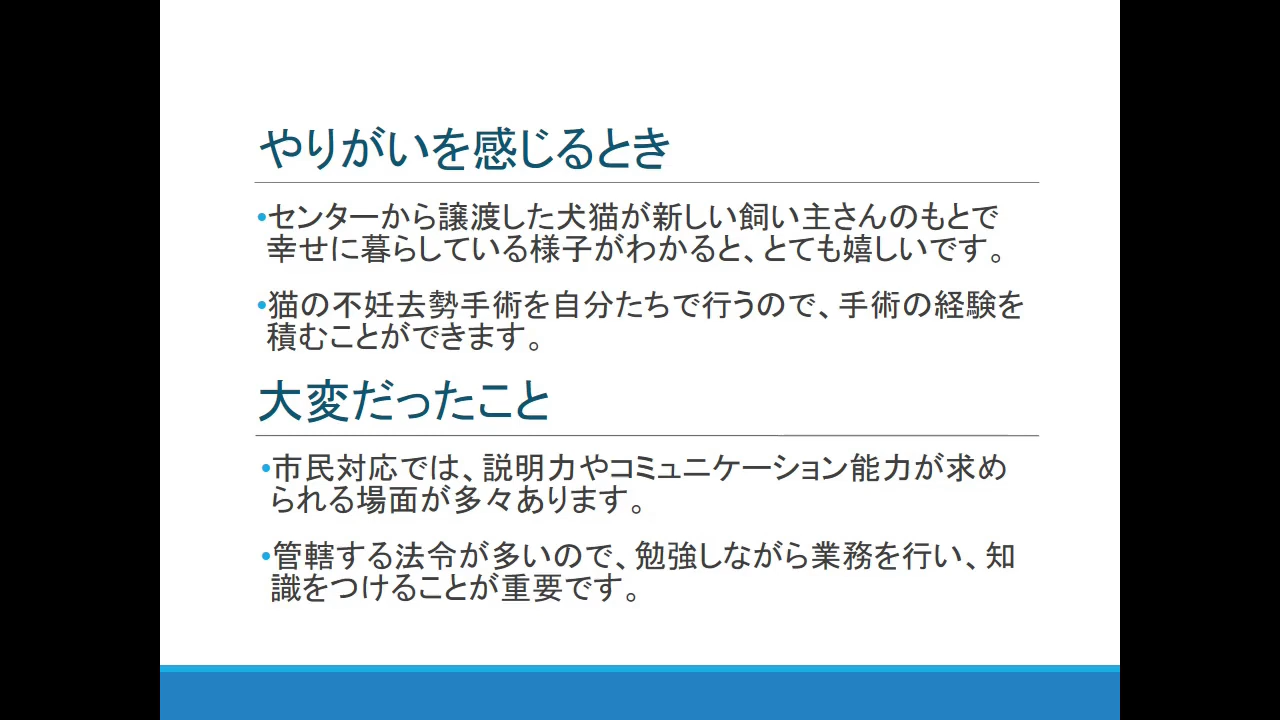 やりがいを感じるとき
•センターから譲渡した犬猫が新しい飼い主さんのもとで
幸せに暮らしている様子がわかると、とても嬉しいです。
•猫の不妊去勢手術を自分たちで行うので、手術の経験を
積むことができます。
大変だったこと
•市民対応では、説明力やコミュニケーション能力が求め
られる場面が多々あります。
•管轄する法令が多いので、勉強しながら業務を行い、知
識をつけることが重要です。